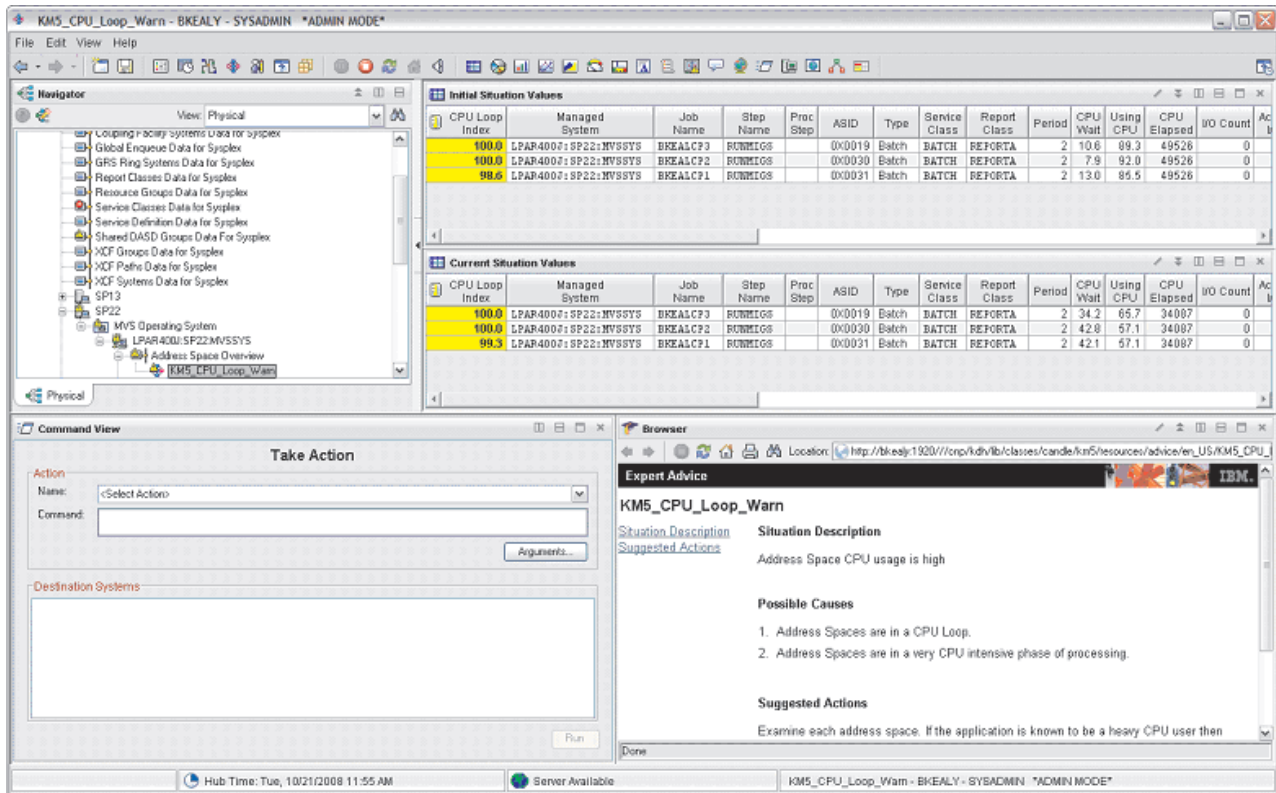 KM5_CPU_Loop_Warn - BKEALY - SYSADMIN *ADMIN MODE*
File Edit View Help
Navigator
View: Physical
Coupling Facility Systems Data for Sysplex
Global Enqueue Data for Sysplex
GRS Ring Systems Data for Sysplex
Report Classes Data for Sysplex
Resource Groups Data for Sysplex
Service Classes Data for Sysplex
Service Definition Data for Sysplex
Shared DASD Groups Data For Sysplex
XCF Groups Data for Sysplex
XCF Paths Data for Sysplex
XCF Systems Data for Sysplex
SP13
SP22
MVS Operating System
LPAR400J:SP22:MVSSYS
Address Space Overview
KM5_CPU_Loop_Warn
Physical
Initial Situation Values
CPU Loop Index Managed System Job Name Step Name Proc Step ASID Type Service Class Report Class Period CPU Wait Using CPU CPU Elapsed I/O Count
100.0 LPAR400J:SP22:MVSSYS BKEALCP3 RUNMIGS 0X0019 Batch BATCH REPORTA 2 10.6 89.3 49526 0
100.0 LPAR400J:SP22:MVSSYS BKEALCP2 RUNMIGS 0X0030 Batch BATCH REPORTA 2 7.9 92.0 49526 0
98.6 LPAR400J:SP22:MVSSYS BKEALCP1 RUNMIGS 0X0031 Batch BATCH REPORTA 2 13.0 85.5 49526 0
Current Situation Values
CPU Loop Index Managed System Job Name Step Name Proc Step ASID Type Service Class Report Class Period CPU Wait Using CPU CPU Elapsed I/O Count
100.0 LPAR400J:SP22:MVSSYS BKEALCP3 RUNMIGS 0X0019 Batch BATCH REPORTA 2 34.2 65.7 34087 0
100.0 LPAR400J:SP22:MVSSYS BKEALCP2 RUNMIGS 0X0030 Batch BATCH REPORTA 2 42.8 57.1 34087 0
99.3 LPAR400J:SP22:MVSSYS BKEALCP1 RUNMIGS 0X0031 Batch BATCH REPORTA 2 42.1 57.1 34087 0
Command View
Take Action
Action
Name: <Select Action>
Command:
Arguments...
Destination Systems
Run
Browser
Location: http://bkealy:1920///cnp/kdh/lib/classes/candle/km5/resources/advice/en_US/KM5_CPU_
Expert Advice
IBM.
KM5_CPU_Loop_Warn
Situation Description
Suggested Actions
Situation Description
Address Space CPU usage is high
Possible Causes
1. Address Spaces are in a CPU Loop.
2. Address Spaces are in a very CPU intensive phase of processing.
Suggested Actions
Examine each address space. If the application is known to be a heavy CPU user then
Done
Hub Time: Tue, 10/21/2008 11:55 AM
Server Available
KM5_CPU_Loop_Warn - BKEALY - SYSADMIN *ADMIN MODE*